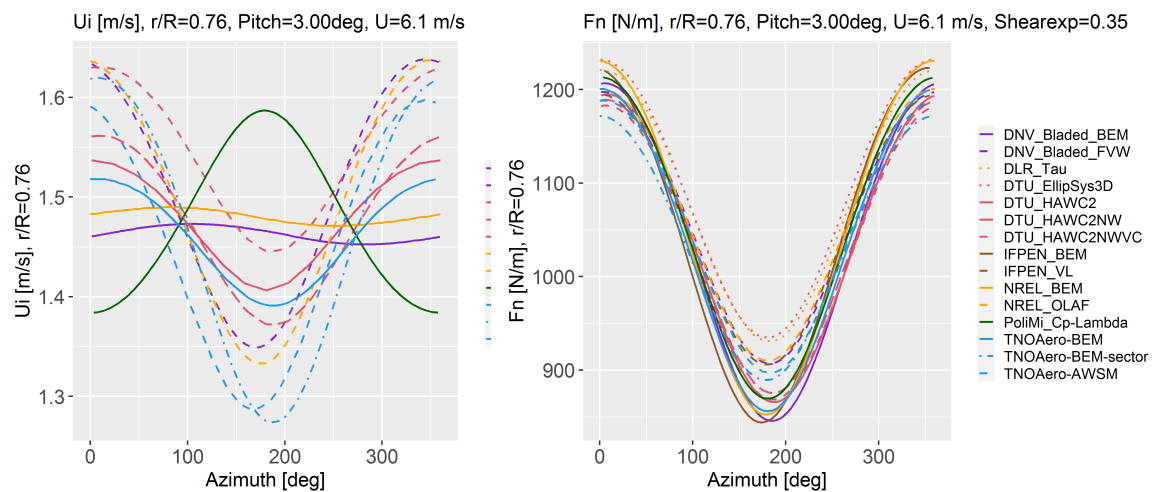 Ui [m/s], r/R=0.76, Pitch=3.00deg, U=6.1 m/s
Ui [m/s], r/R=0.76
1.6
1.5
1.4
1.3
0 100 200 300
Azimuth [deg]
Fn [N/m], r/R=0.76, Pitch=3.00deg, U=6.1 m/s, Shearexp=0.35
Fn [N/m], r/R=0.76
1200
1100
1000
900
0 100 200 300
Azimuth [deg]
DNV_Bladed_BEM
DNV_Bladed_FVW
DLR_Tau
DTU_EllipSys3D
DTU_HAWC2
DTU_HAWC2NW
DTU_HAWC2NWVC
IFPEN_BEM
IFPEN_VL
NREL_BEM
NREL_OLAF
PoliMi_Cp-Lambda
TNOAero-BEM
TNOAero-BEM-sector
TNOAero-AWSM